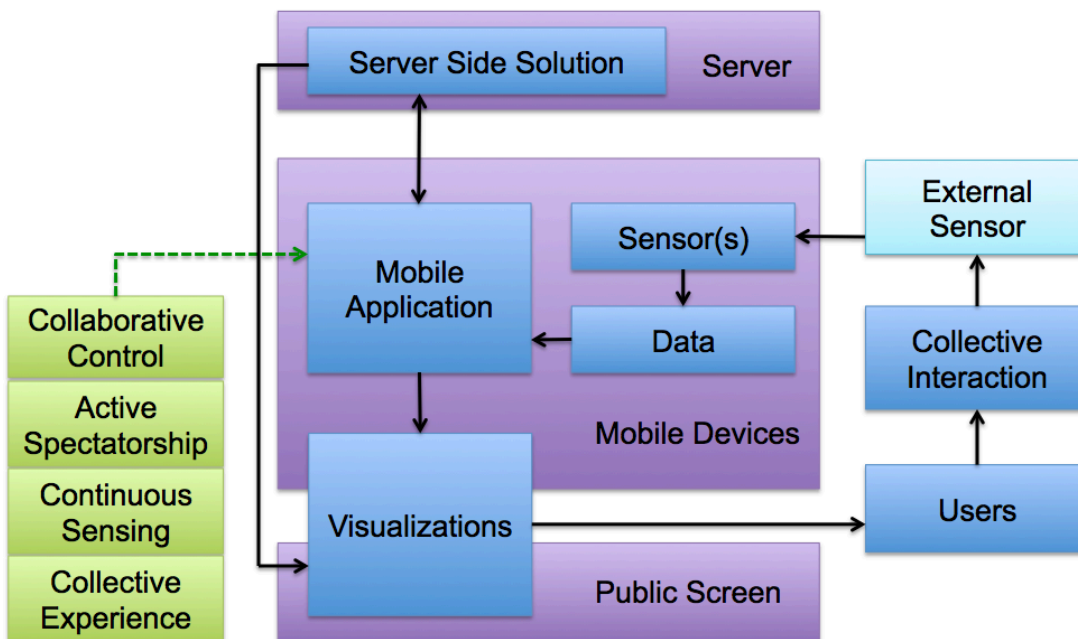 Server Side Solution
Server
External
Sensor
Sensor(s)
Mobile
Application
Collaborative
Control
Data
Collective
Interaction
Active
Spectatorship
Mobile Devices
Continuous
Sensing
Visualizations
Users
Collective
Experience
Public Screen